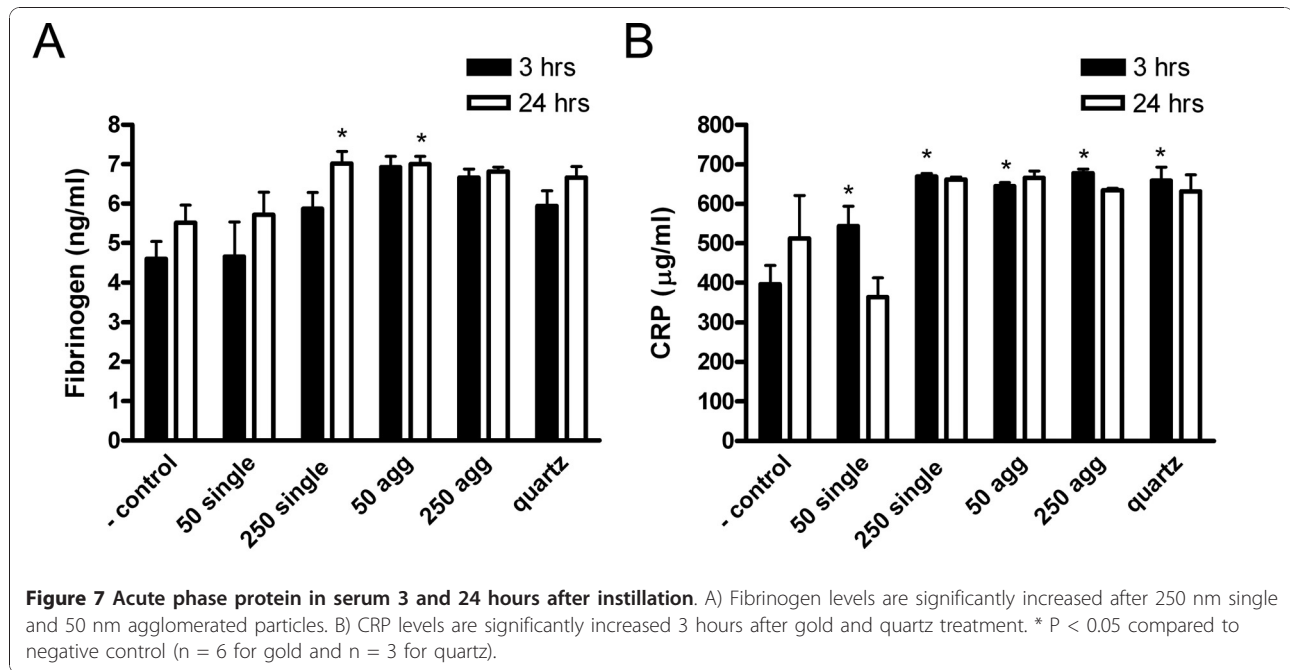 A
3 hrs
24 hrs
Fibrinogen (ng/ml)
8
7
6
5
4
3
2
1
0
*
*
- control
50 single
250 single
50 agg
250 agg
quartz
B
3 hrs
24 hrs
CRP (µg/ml)
800
700
600
500
400
300
200
100
0
*
*
*
*
*
- control
50 single
250 single
50 agg
250 agg
quartz
Figure 7 Acute phase protein in serum 3 and 24 hours after instillation. A) Fibrinogen levels are significantly increased after 250 nm single
and 50 nm agglomerated particles. B) CRP levels are significantly increased 3 hours after gold and quartz treatment. * P < 0.05 compared to
negative control (n = 6 for gold and n = 3 for quartz).